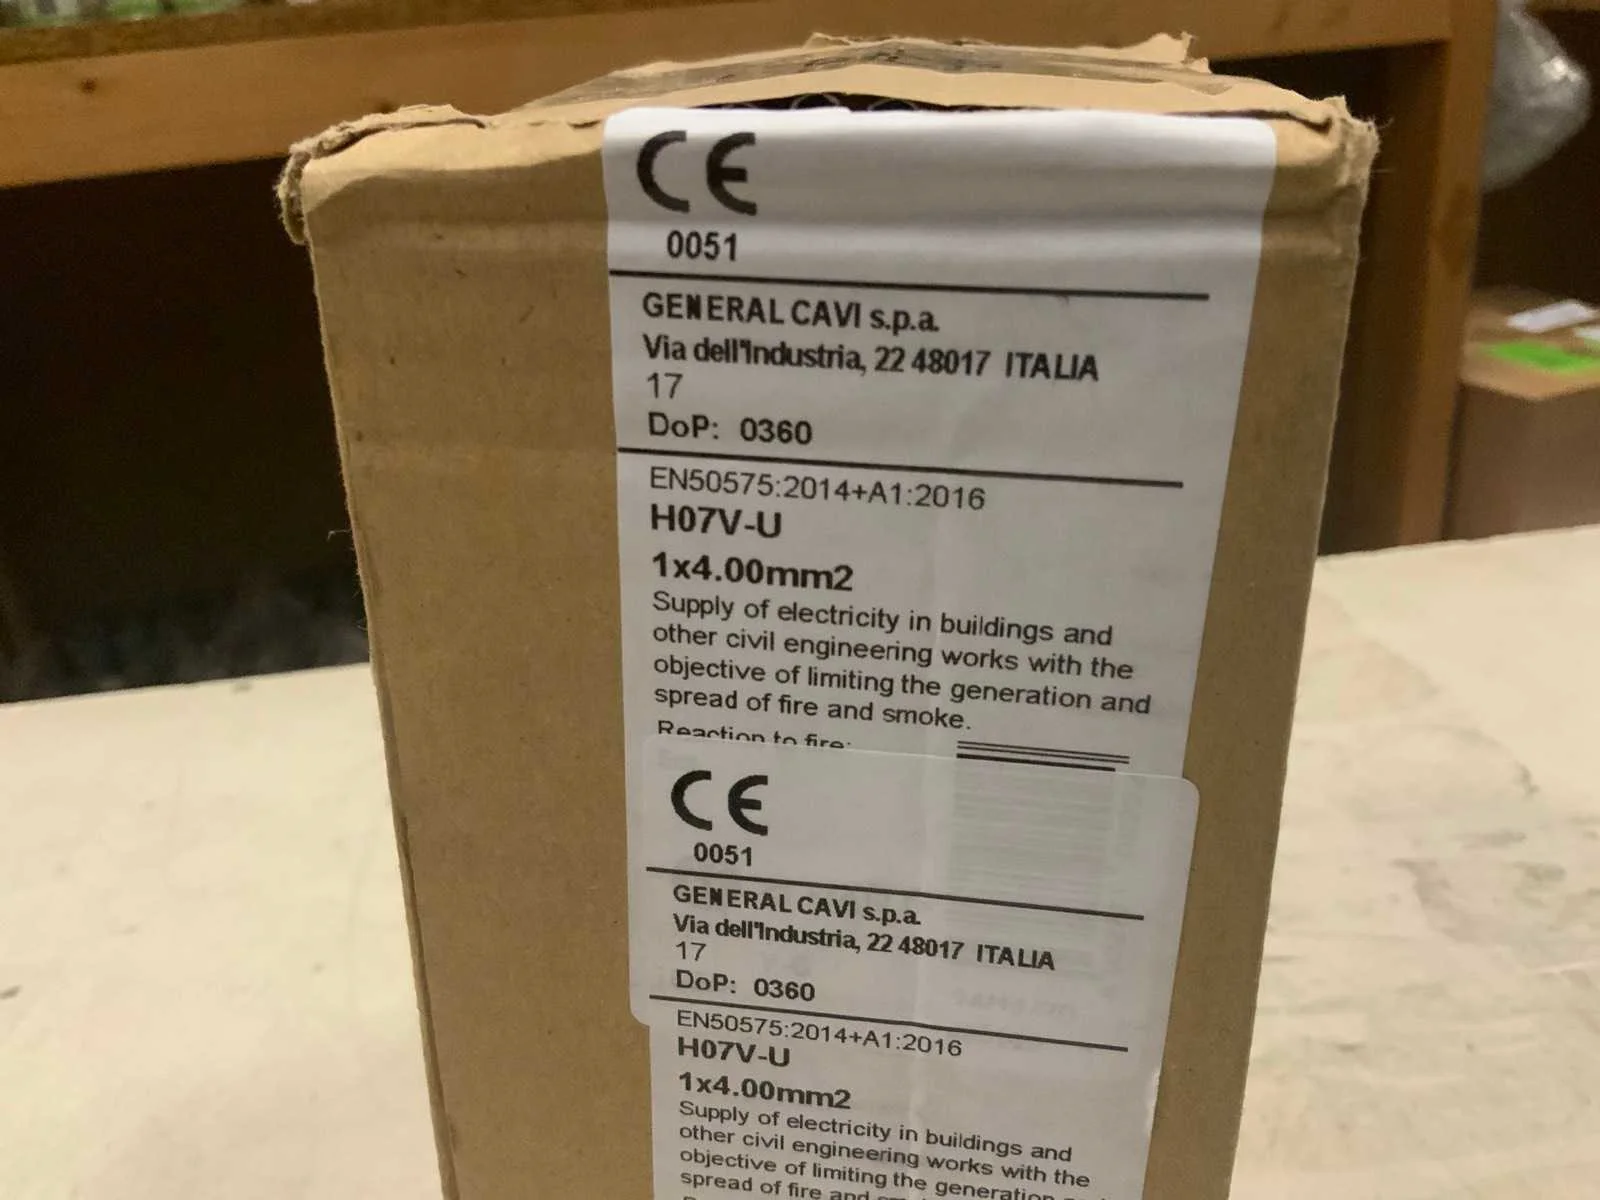 CE
0051
GENERAL CAVI s.p.a.
Via dell'Industria, 22 48017 ITALIA
17
DoP: 0360
EN50575:2014+A1:2016
H07V-U
1x4.00mm2
Supply of electricity in buildings and
other civil engineering works with the
objective of limiting the generation and
spread of fire and smoke.
Reaction to fire:
CE
0051
GENERAL CAVI s.p.a.
Via dell'Industria, 22 48017 ITALIA
17
DoP: 0360
EN50575:2014+A1:2016
H07V-U
1x4.00mm2
Supply of electricity in buildings and
other civil engineering works with the
objective of limiting the generation
spread of fire and